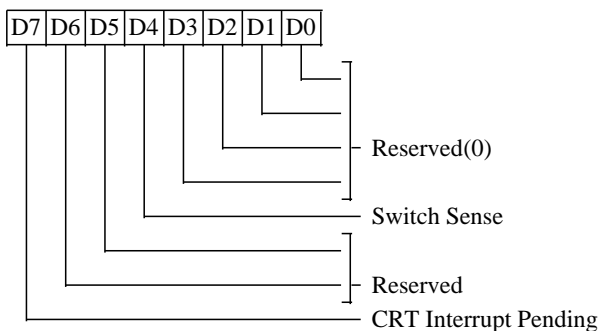 D7 D6 D5 D4 D3 D2 D1 D0
Reserved(0)
Switch Sense
Reserved
CRT Interrupt Pending